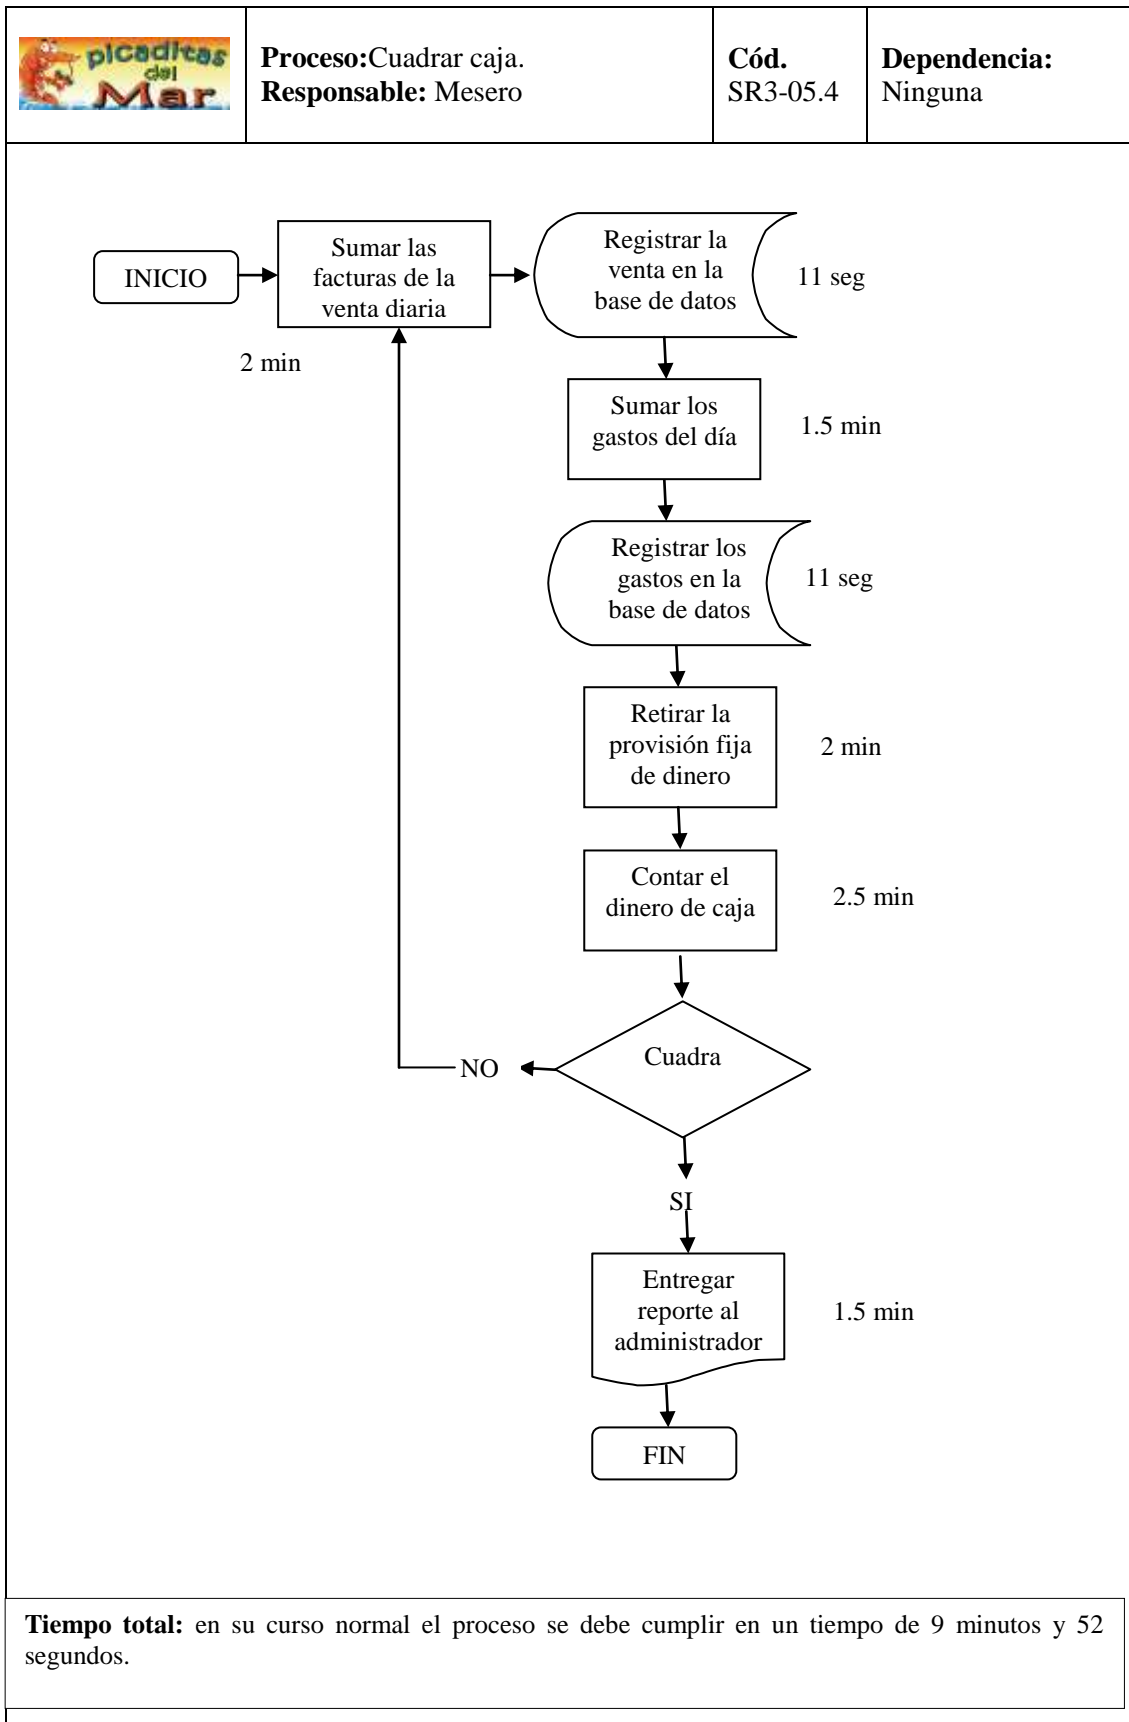 picaditas
del
Mar
Proceso:Cuadrar caja.
Responsable: Mesero
Cód.
SR3-05.4
Dependencia:
Ninguna
INICIO
Sumar las
facturas de la
venta diaria
2 min
Registrar la
venta en la
base de datos
11 seg
Sumar los
gastos del día
1.5 min
Registrar los
gastos en la
base de datos
11 seg
Retirar la
provisión fija
de dinero
2 min
Contar el
dinero de caja
2.5 min
Cuadra
NO
SI
Entregar
reporte al
administrador
1.5 min
FIN
Tiempo total: en su curso normal el proceso se debe cumplir en un tiempo de 9 minutos y 52
segundos.